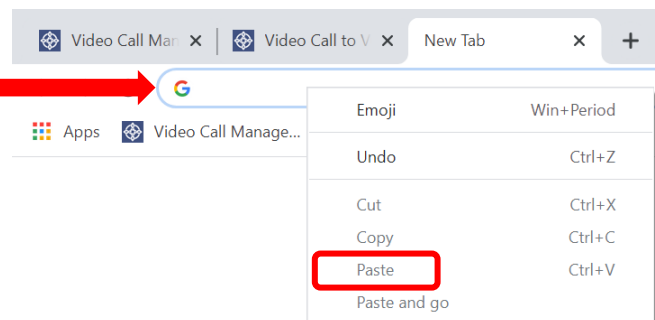 Video Call Man
Video Call to V
New Tab
Apps
Video Call Manage...
Emoji Win+Period
Undo Ctrl+Z
Cut Ctrl+X
Copy Ctrl+C
Paste Ctrl+V
Paste and go